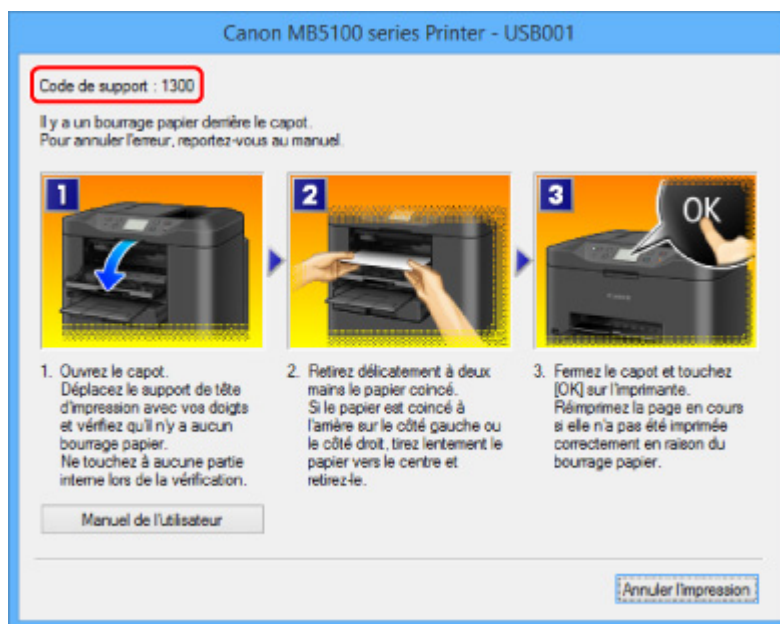 Canon MB5100 series Printer - USB001
Code de support : 1300
Il y a un bourrage papier derrière le capot.
Pour annuler l'erreur, reportez-vous au manuel.
1
2
3
OK
1. Ouvrez le capot.
Déplacez le support de tête
d'impression avec vos doigts
et vérifiez qu'il n'y a aucun
bourrage papier.
Ne touchez à aucune partie
interne lors de la vérification.
2. Retirez délicatement à deux
mains le papier coincé.
Si le papier est coincé à
l'arrière sur le côté gauche ou
le côté droit, tirez lentement le
papier vers le centre et
retirez-le.
3. Fermez le capot et touchez
[OK] sur l'imprimante.
Réimprimez la page en cours
si elle n'a pas été imprimée
correctement en raison du
bourrage papier.
Manuel de l'utilisateur
Annuler l'impression